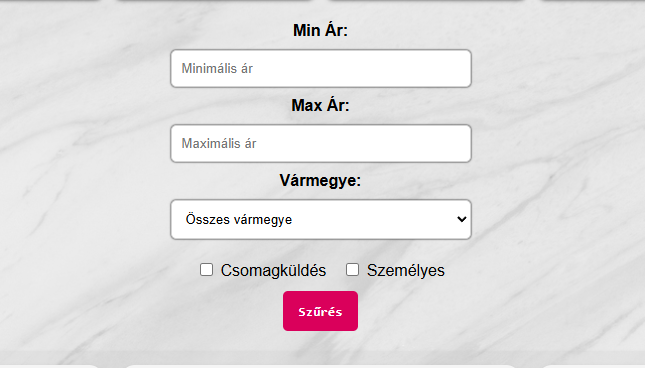 Min Ár:
Minimális ár
Max Ár:
Maximális ár
Vármegye:
Összes vármegye
Csomagküldés Személyes
Szűrés